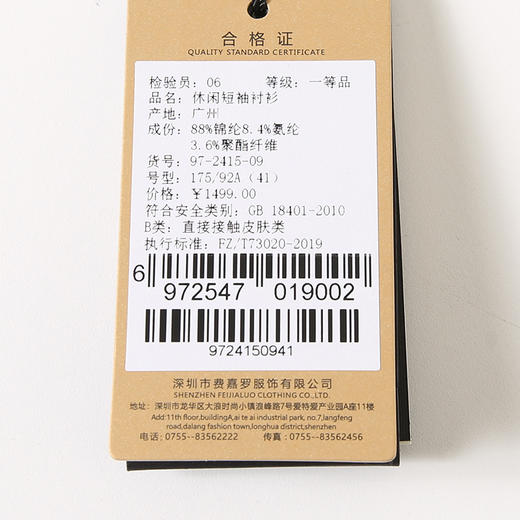 合格证
QUALITY STANDARD CERTIFICATE
检验员：06 等级：一等品
品名：休闲短袖衬衫
产地：广州
成份：88%锦纶8.4%氨纶
3.6%聚酯纤维
货号：97-2415-09
号型：175/92A（41）
价格：￥1499.00
符合安全类别：GB 18401-2010
B类：直接接触皮肤类
执行标准：FZ/T73020-2019
6 972547 019002
9724150941
深圳市费嘉罗服饰有限公司
SHENZHEN FEIJIALUO CLOTHING CO.,LTD
地址：深圳市龙华区大浪时尚小镇浪峰路7号爱特爱产业园A座11楼
Add:11th floor,buildingA,ai te ai industrial park, no.7,langfeng
road,dalang fashion town,longhua district,shenzhen
电话：0755--83562222 传真：0755--83562456